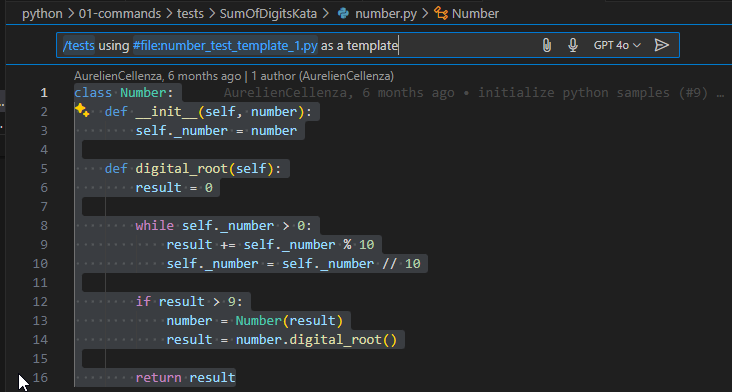 python > 01-commands > tests > SumOfDigitsKata > number.py > Number
/tests using #file:number_test_template_1.py as a template GPT 4o
AurelienCellenza, 6 months ago | 1 author (AurelienCellenza)
1 class Number: AurelienCellenza, 6 months ago • initialize python samples (#9) …
2     def __init__(self, number):
3         self._number = number
4
5     def digital_root(self):
6         result = 0
7
8         while self._number > 0:
9             result += self._number % 10
10             self._number = self._number // 10
11
12         if result > 9:
13             number = Number(result)
14             result = number.digital_root()
15
16         return result